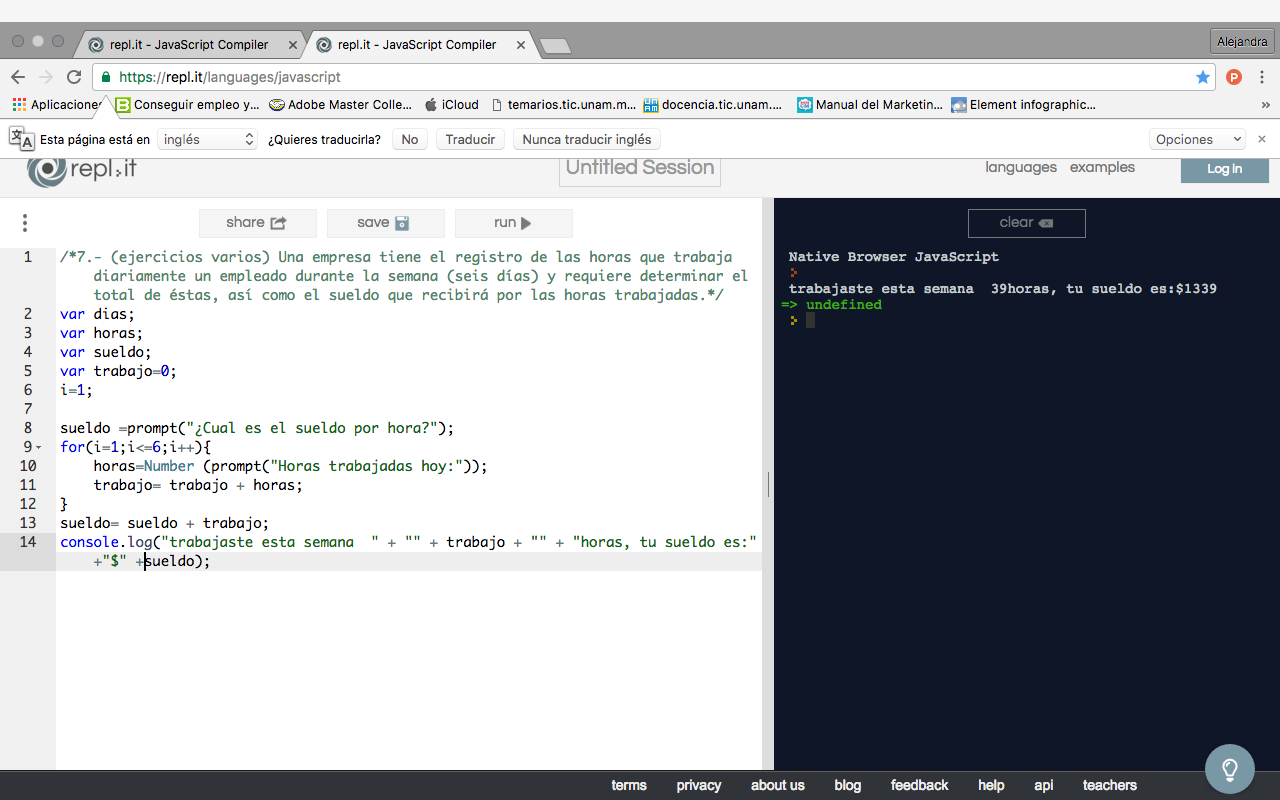 repl.it - JavaScript Compiler
repl.it - JavaScript Compiler
Alejandra
https://repl.it/languages/javascript
P
Aplicaciones
Conseguir empleo y...
Adobe Master Colle...
iCloud
temarios.tic.unam.m...
docencia.tic.unam....
Manual del Marketin...
Element infographic...
»
Esta página está en
inglés
¿Quieres traducirla?
No
Traducir
Nunca traducir inglés
Opciones
repl.it
Untitled Session
languages
examples
Log in
share
save
run
clear
1 /*7.- (ejercicios varios) Una empresa tiene el registro de las horas que trabaja
diariamente un empleado durante la semana (seis días) y requiere determinar el
total de éstas, así como el sueldo que recibirá por las horas trabajadas.*/
2 var dias;
3 var horas;
4 var sueldo;
5 var trabajo=0;
6 i=1;
7
8 sueldo =prompt("¿Cual es el sueldo por hora?");
9 for(i=1;i<=6;i++){
10 horas=Number (prompt("Horas trabajadas hoy:"));
11 trabajo= trabajo + horas;
12 }
13 sueldo= sueldo + trabajo;
14 console.log("trabajaste esta semana  " + "" + trabajo + "" + "horas, tu sueldo es:"
+"$" +sueldo);
Native Browser JavaScript
trabajaste esta semana  39horas, tu sueldo es:$1339
=> undefined
terms
privacy
about us
blog
feedback
help
api
teachers